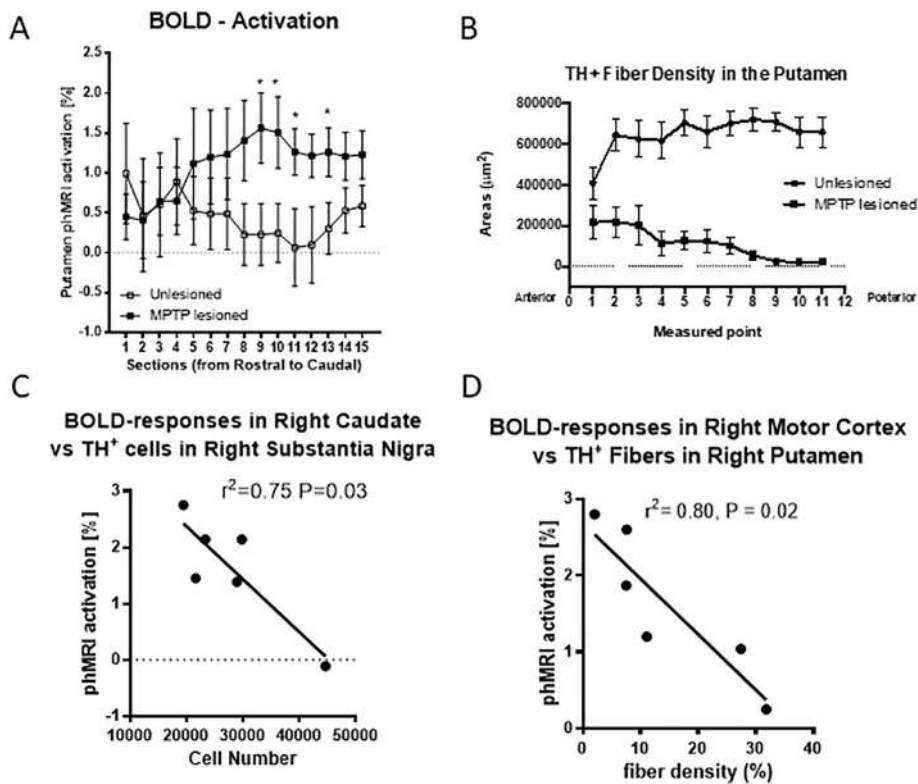 A
BOLD - Activation
Putamen phMRI activation [%]
2.5
2.0
1.5
1.0
0.5
0.0
-0.5
-1.0
* * * *
Unlesioned
MPTP lesioned
1 2 3 4 5 6 7 8 9 10 11 12 13 14 15
Sections (from Rostral to Caudal)
B
TH+ Fiber Density in the Putamen
Areas (μm²)
800000
600000
400000
200000
0
Unlesioned
MPTP lesioned
Anterior 0 1 2 3 4 5 6 7 8 9 10 11 12 Posterior
Measured point
C
BOLD-responses in Right Caudate
vs TH⁺ cells in Right Substantia Nigra
r²=0.75 P=0.03
phMRI activation [%]
3
2
1
0
-1
10000 20000 30000 40000 50000
Cell Number
D
BOLD-responses in Right Motor Cortex
vs TH⁺ Fibers in Right Putamen
r²= 0.80, P = 0.02
phMRI activation [%]
3
2
1
0
0 10 20 30 40
fiber density (%)